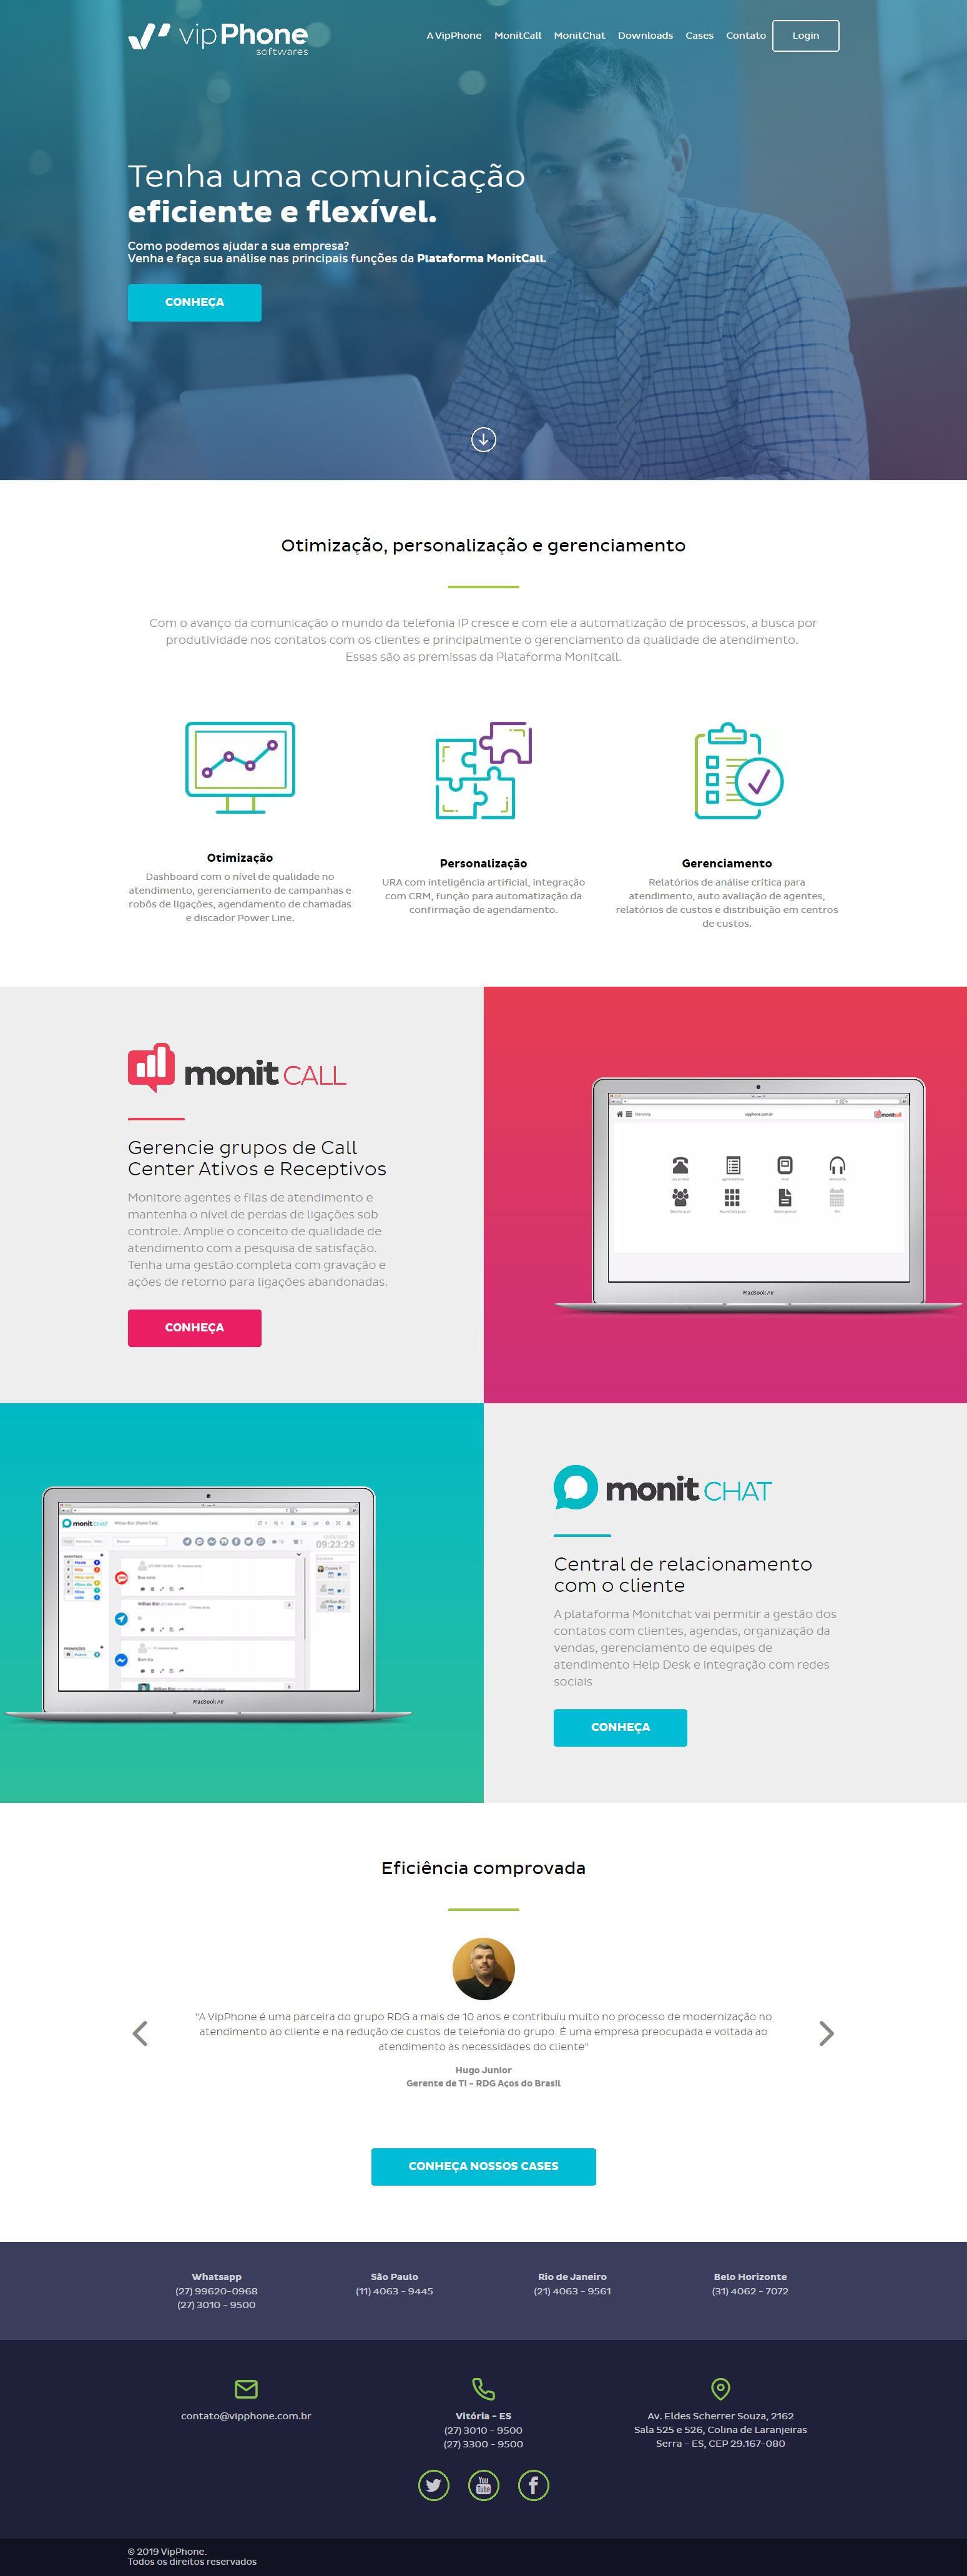 vipPhone
softwares
A VipPhone MonitCall MonitChat Downloads Cases Contato Login
Tenha uma comunicação
eficiente e flexível.
Como podemos ajudar a sua empresa?
Venha e faça sua análise nas principais funções da Plataforma MonitCall.
CONHEÇA
Otimização, personalização e gerenciamento
Com o avanço da comunicação o mundo da telefonia IP cresce e com ele a automatização de processos, a busca por
produtividade nos contatos com os clientes e principalmente o gerenciamento da qualidade de atendimento.
Essas são as premissas da Plataforma Monitcall.
Otimização
Dashboard com o nível de qualidade no
atendimento, gerenciamento de campanhas e
robôs de ligações, agendamento de chamadas
e discador Power Line.
Personalização
URA com inteligência artificial, integração
com CRM, função para automatização da
confirmação de agendamento.
Gerenciamento
Relatórios de análise crítica para
atendimento, auto avaliação de agentes,
relatórios de custos e distribuição em centros
de custos.
monit CALL
Gerencie grupos de Call
Center Ativos e Receptivos
Monitore agentes e filas de atendimento e
mantenha o nível de perdas de ligações sob
controle. Amplie o conceito de qualidade de
atendimento com a pesquisa de satisfação.
Tenha uma gestão completa com gravação e
ações de retorno para ligações abandonadas.
CONHEÇA
vipphone.com.br
monitcall
MacBook Air
monit CHAT
09:23:29
Boa noite
Bom dia
MacBook Air
monit CHAT
Central de relacionamento
com o cliente
A plataforma Monitchat vai permitir a gestão dos
contatos com clientes, agendas, organização da
vendas, gerenciamento de equipes de
atendimento Help Desk e integração com redes
sociais
CONHEÇA
Eficiência comprovada
"A VipPhone é uma parceira do grupo RDG a mais de 10 anos e contribuiu muito no processo de modernização no
atendimento ao cliente e na redução de custos de telefonia do grupo. É uma empresa preocupada e voltada ao
atendimento às necessidades do cliente"
Hugo Junior
Gerente de TI - RDG Aços do Brasil
CONHEÇA NOSSOS CASES
Whatsapp
(27) 99620-0968
(27) 3010 - 9500
São Paulo
(11) 4063 - 9445
Rio de Janeiro
(21) 4063 - 9561
Belo Horizonte
(31) 4062 - 7072
contato@vipphone.com.br
Vitória - ES
(27) 3010 - 9500
(27) 3300 - 9500
Av. Eldes Scherrer Souza, 2162
Sala 525 e 526, Colina de Laranjeiras
Serra - ES, CEP 29.167-080
You
Tube
© 2019 VipPhone.
Todos os direitos reservados